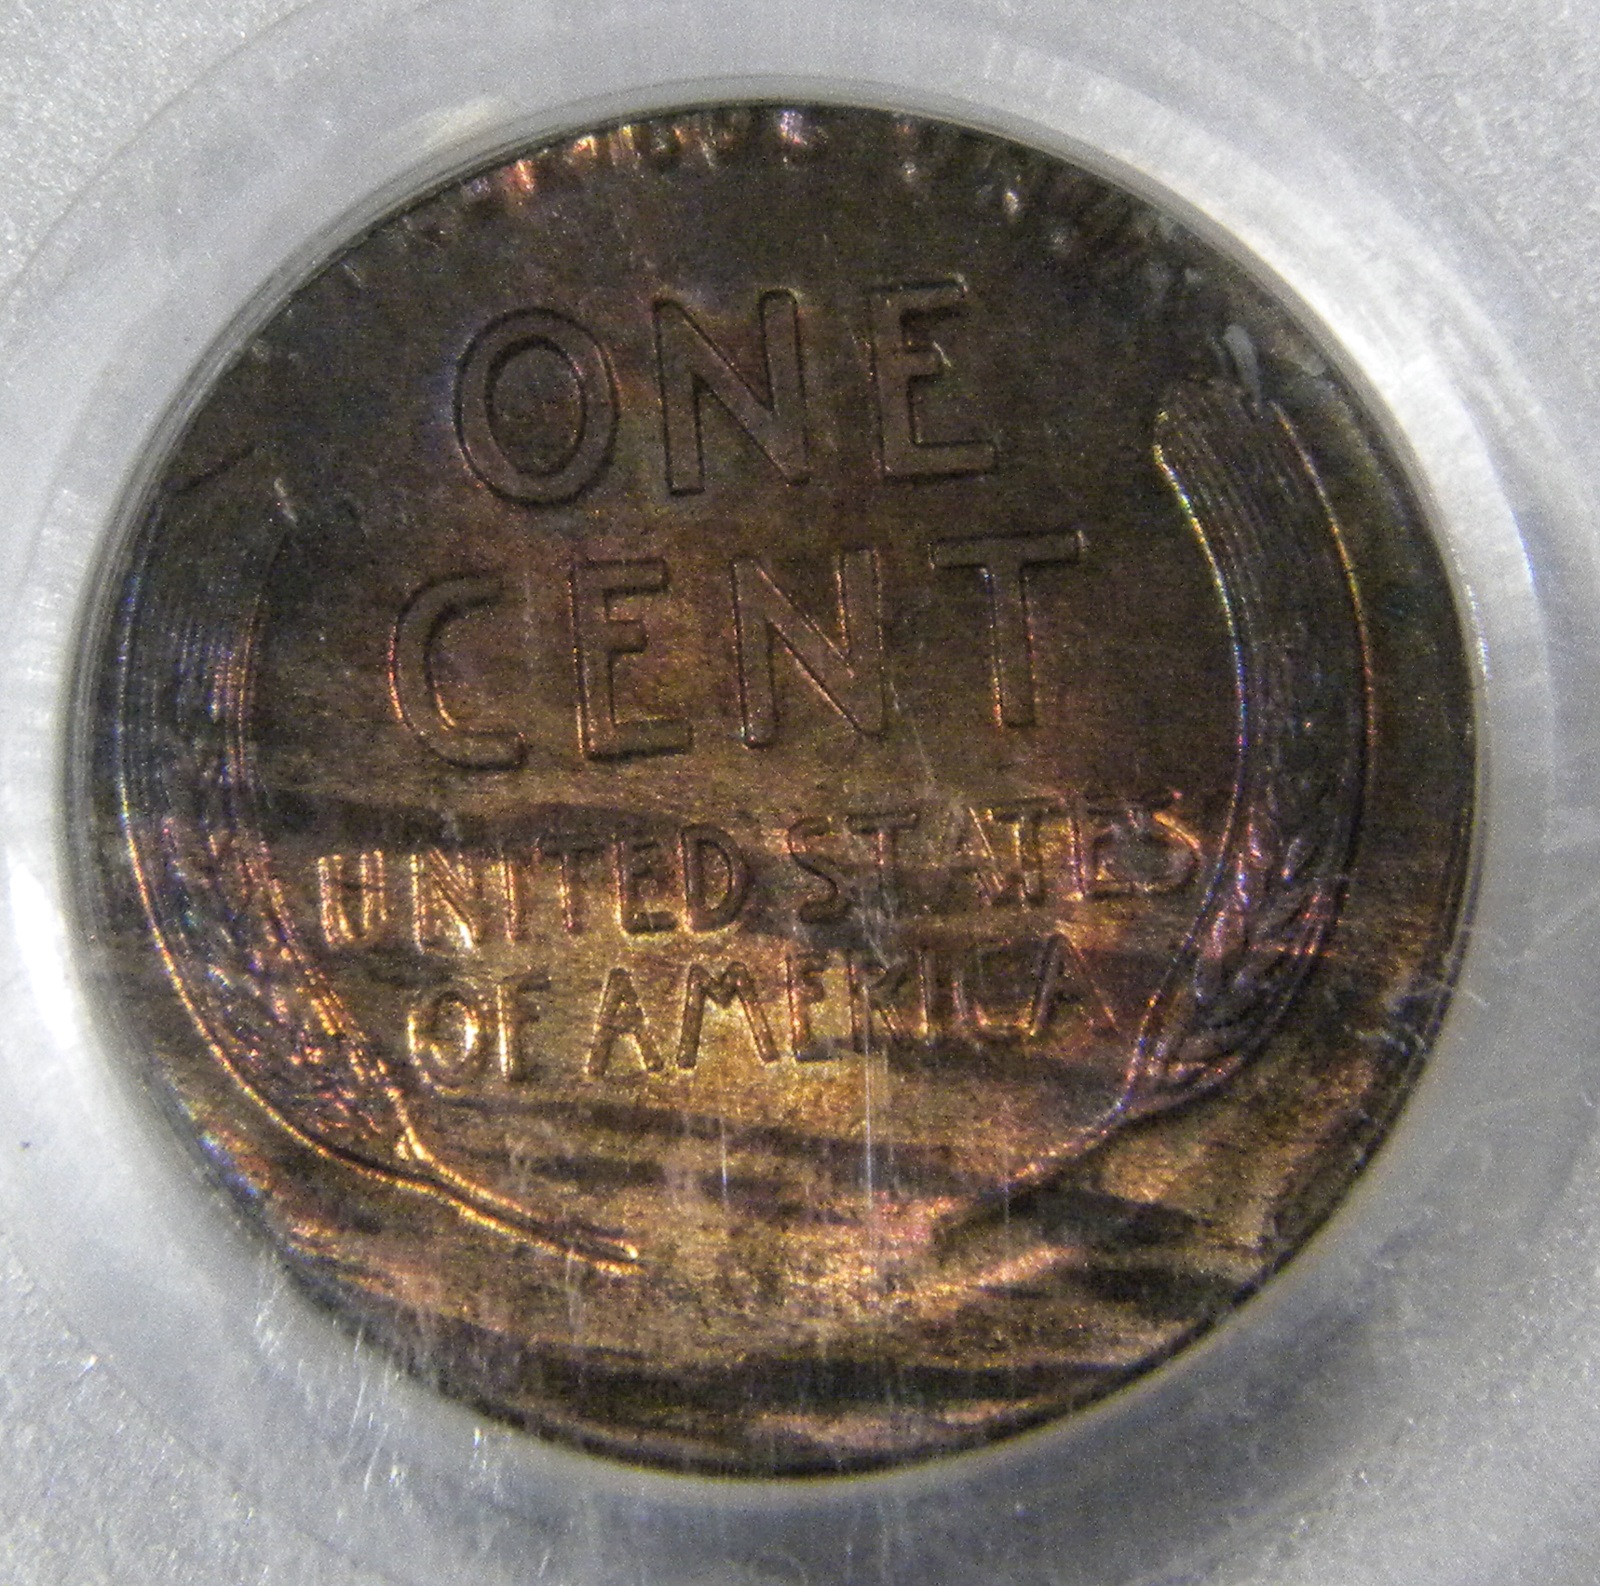 ONE
CENT
UNITED STATES
OF AMERICA